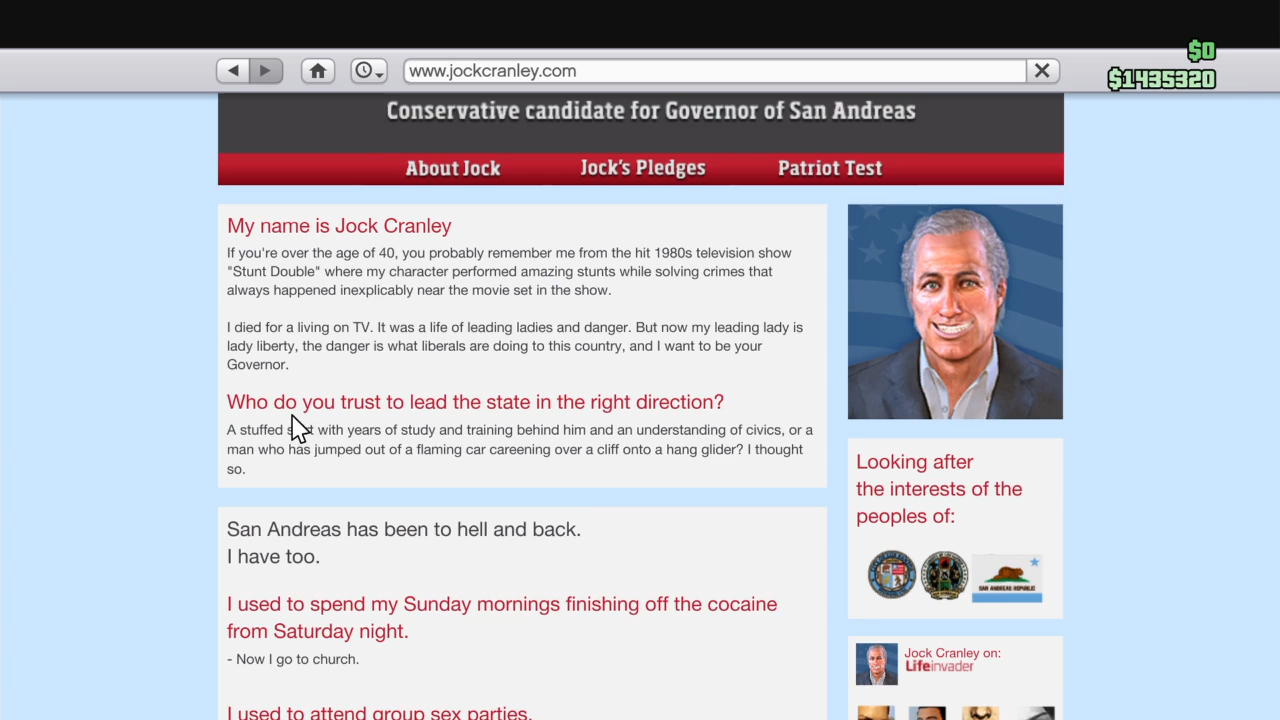 $0
www.jockcranley.com
$1435320
Conservative candidate for Governor of San Andreas
About Jock Jock's Pledges Patriot Test
My name is Jock Cranley
If you're over the age of 40, you probably remember me from the hit 1980s television show
"Stunt Double" where my character performed amazing stunts while solving crimes that
always happened inexplicably near the movie set in the show.
I died for a living on TV. It was a life of leading ladies and danger. But now my leading lady is
lady liberty, the danger is what liberals are doing to this country, and I want to be your
Governor.
Who do you trust to lead the state in the right direction?
A stuffed with years of study and training behind him and an understanding of civics, or a
man who has jumped out of a flaming car careening over a cliff onto a hang glider? I thought
so.
San Andreas has been to hell and back.
I have too.
I used to spend my Sunday mornings finishing off the cocaine
from Saturday night.
- Now I go to church.
I used to attend group sex parties.
Looking after
the interests of the
peoples of:
SAN ANDREAS REPUBLIC
Jock Cranley on:
Lifeinvader